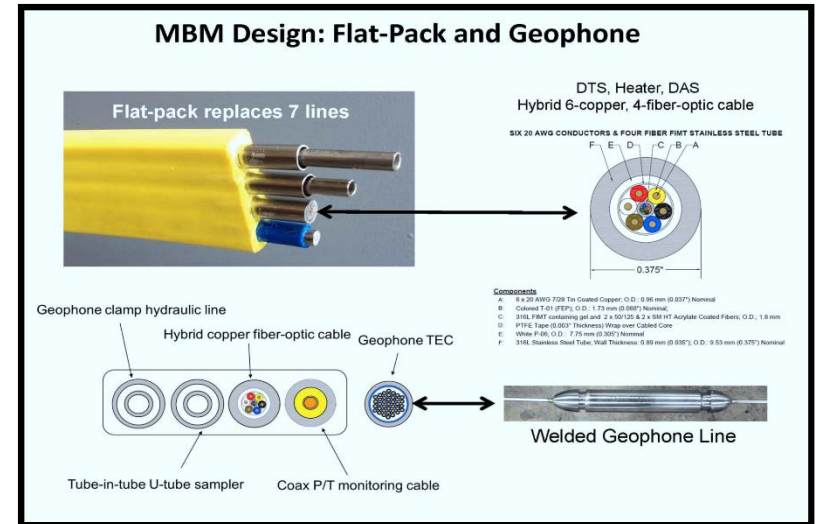 MBM Design: Flat-Pack and Geophone
Flat-pack replaces 7 lines
DTS, Heater, DAS
Hybrid 6-copper, 4-fiber-optic cable
SIX 20 AWG CONDUCTORS & FOUR FIBER FIMT STAINLESS STEEL TUBE
F E D C B A
0.375"
Components
A: 6 x 20 AWG 7/28 Tin Coated Copper; O.D.: 0.96 mm (0.037") Nominal
B: Colored T-01 (FEP); O.D.: 1.73 mm (0.068") Nominal;
C: 316L FIMT containing gel and 2 x 50/125 & 2 x SM HT Acrylate Coated Fibers; O.D.; 1.8 mm
D: PTFE Tape (0.003" Thickness) Wrap over Cabled Core
E: White P-06; O.D.: 7.75 mm (0.305") Nominal
F: 316L Stainless Steel Tube; Wall Thickness: 0.89 mm (0.035"); O.D.: 9.53 mm (0.375") Nominal
Geophone clamp hydraulic line
Hybrid copper fiber-optic cable
Geophone TEC
Tube-in-tube U-tube sampler
Coax P/T monitoring cable
Welded Geophone Line